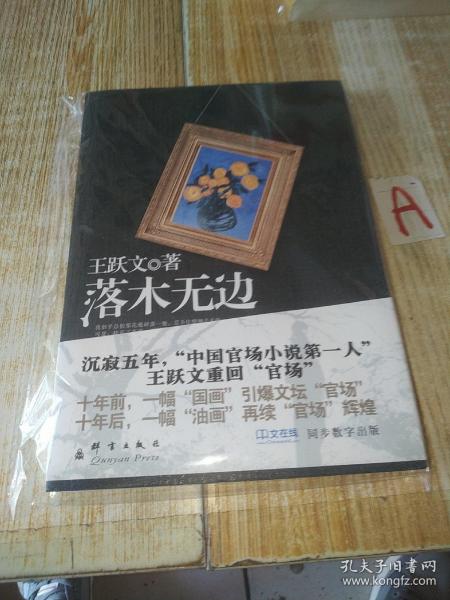 A
王跃文◎著
落木无边
沉寂五年，“中国官场小说第一人”
王跃文重回“官场”
十年前，一幅“国画”引爆文坛“官场”
十年后，一幅“油画”再续“官场”辉煌
群言出版社
Qunyan Press
中文在线
同步数字出版
孔夫子旧书网
www.kongfz.com